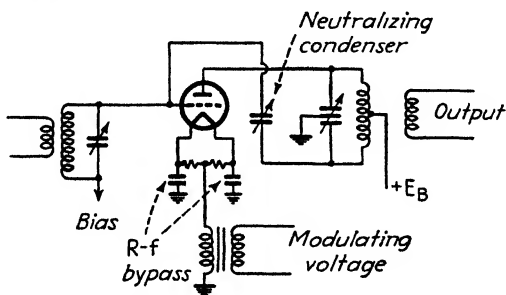 Neutralizing
condenser
Output
+E_B
Bias
R-f
bypass
Modulating
voltage